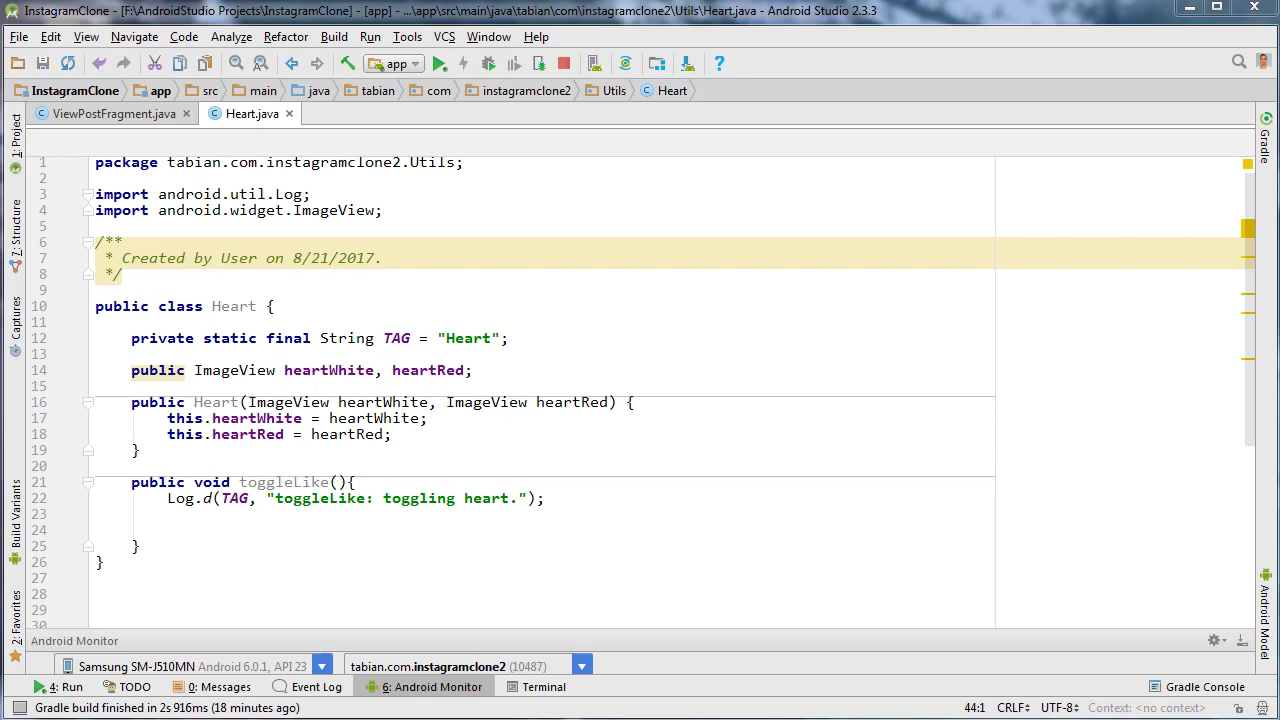 InstagramClone - [F:\AndroidStudio Projects\InstagramClone] - [app] - ...\app\src\main\java\tabian\com\instagramclone2\Utils\Heart.java - Android Studio 2.3.3
File Edit View Navigate Code Analyze Refactor Build Run Tools VCS Window Help
app
InstagramClone app src main java tabian com instagramclone2 Utils Heart
ViewPostFragment.java Heart.java
1 package tabian.com.instagramclone2.Utils;
2
3 import android.util.Log;
4 import android.widget.ImageView;
5
6 /**
7 * Created by User on 8/21/2017.
8 */
9
10 public class Heart {
11
12 private static final String TAG = "Heart";
13
14 public ImageView heartWhite, heartRed;
15
16 public Heart(ImageView heartWhite, ImageView heartRed) {
17 this.heartWhite = heartWhite;
18 this.heartRed = heartRed;
19 }
20
21 public void toggleLike(){
22 Log.d(TAG, "toggleLike: toggling heart.");
23
24
25 }
26 }
27
28
29
30
1: Project
7: Structure
Captures
Build Variants
2: Favorites
Gradle
Android Model
Android Monitor
Samsung SM-J510MN Android 6.0.1, API 23 tabian.com.instagramclone2 (10487)
4: Run TODO 0: Messages Event Log 6: Android Monitor Terminal Gradle Console
Gradle build finished in 2s 916ms (18 minutes ago) 44:1 CRLF UTF-8 Context: <no context>